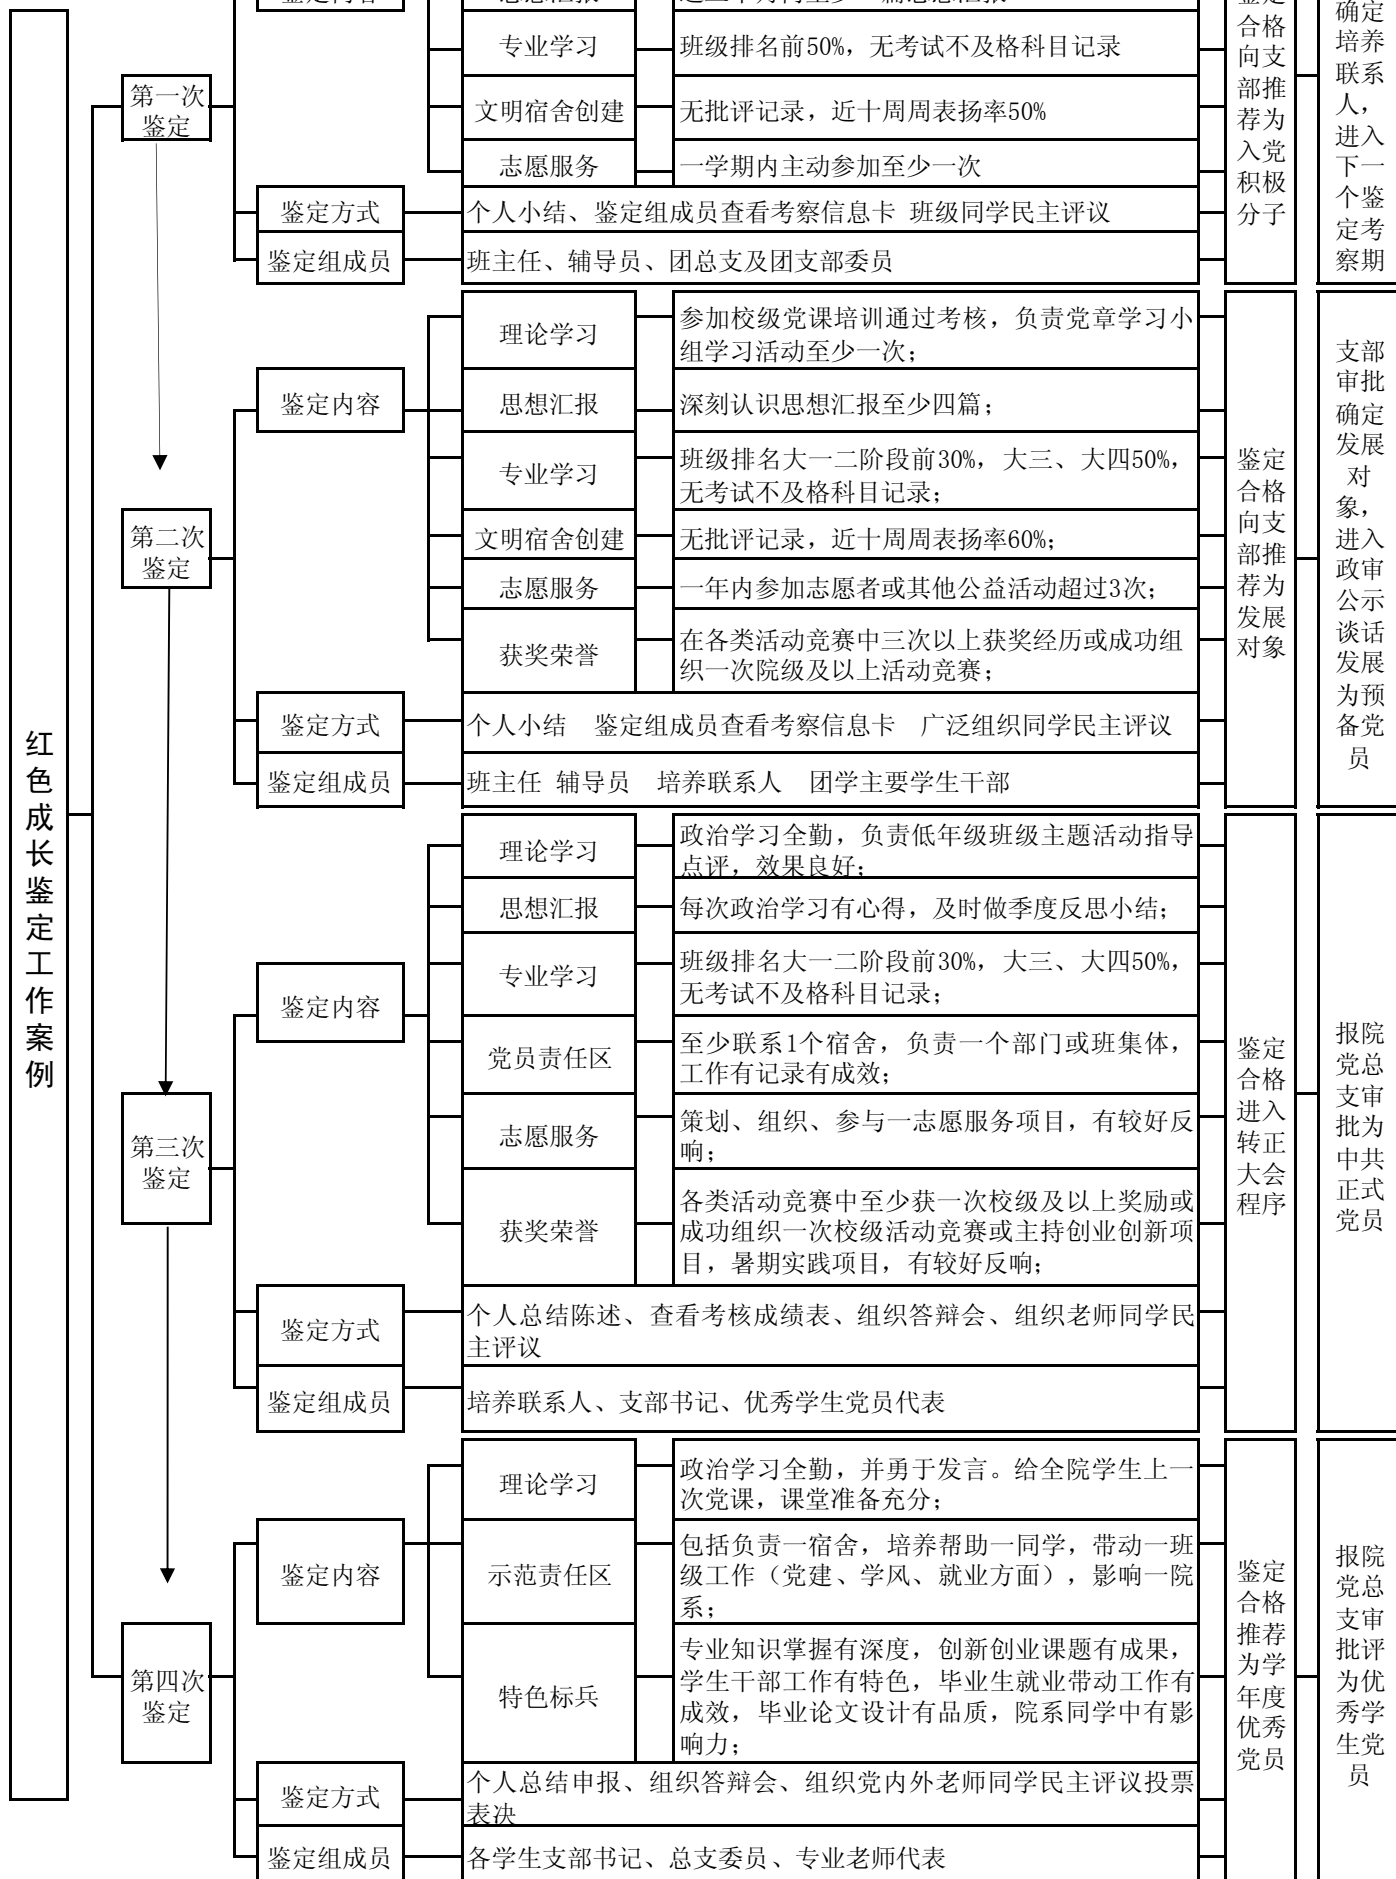 红色成长鉴定工作案例
第一次
鉴定
专业学习
班级排名前50%，无考试不及格科目记录
文明宿舍创建
无批评记录，近十周周表扬率50%
志愿服务
一学期内主动参加至少一次
鉴定方式
个人小结、鉴定组成员查看考察信息卡 班级同学民主评议
鉴定组成员
班主任、辅导员、团总支及团支部委员
合格
向支
部推
荐为
入党
积极
分子
确定
培养
联系
人，
进入
下一
个鉴
定考
察期
第二次
鉴定
鉴定内容
理论学习
参加校级党课培训通过考核，负责党章学习小
组学习活动至少一次；
思想汇报
深刻认识思想汇报至少四篇；
专业学习
班级排名大一二阶段前30%，大三、大四50%，
无考试不及格科目记录；
文明宿舍创建
无批评记录，近十周周表扬率60%；
志愿服务
一年内参加志愿者或其他公益活动超过3次；
获奖荣誉
在各类活动竞赛中三次以上获奖经历或成功组
织一次院级及以上活动竞赛；
鉴定方式
个人小结 鉴定组成员查看考察信息卡 广泛组织同学民主评议
鉴定组成员
班主任 辅导员 培养联系人 团学主要学生干部
鉴定
合格
向支
部推
荐为
发展
对象
支部
审批
确定
发展
对
象，
进入
政审
公示
谈话
发展
为预
备党
员
第三次
鉴定
鉴定内容
理论学习
政治学习全勤，负责低年级班级主题活动指导
点评，效果良好；
思想汇报
每次政治学习有心得，及时做季度反思小结；
专业学习
班级排名大一二阶段前30%，大三、大四50%，
无考试不及格科目记录；
党员责任区
至少联系1个宿舍，负责一个部门或班集体，
工作有记录有成效；
志愿服务
策划、组织、参与一志愿服务项目，有较好反
响；
获奖荣誉
各类活动竞赛中至少获一次校级及以上奖励或
成功组织一次校级活动竞赛或主持创业创新项
目，暑期实践项目，有较好反响；
鉴定方式
个人总结陈述、查看考核成绩表、组织答辩会、组织老师同学民
主评议
鉴定组成员
培养联系人、支部书记、优秀学生党员代表
鉴定
合格
进入
转正
大会
程序
报院
党总
支审
批为
中共
正式
党员
第四次
鉴定
鉴定内容
理论学习
政治学习全勤，并勇于发言。给全院学生上一
次党课，课堂准备充分；
示范责任区
包括负责一宿舍，培养帮助一同学，带动一班
级工作（党建、学风、就业方面），影响一院
系；
特色标兵
专业知识掌握有深度，创新创业课题有成果，
学生干部工作有特色，毕业生就业带动工作有
成效，毕业论文设计有品质，院系同学中有影
响力；
鉴定方式
个人总结申报、组织答辩会、组织党内外老师同学民主评议投票
表决
鉴定组成员
各学生支部书记、总支委员、专业老师代表
鉴定
合格
推荐
为学
年度
优秀
党员
报院
党总
支审
批评
为优
秀学
生党
员